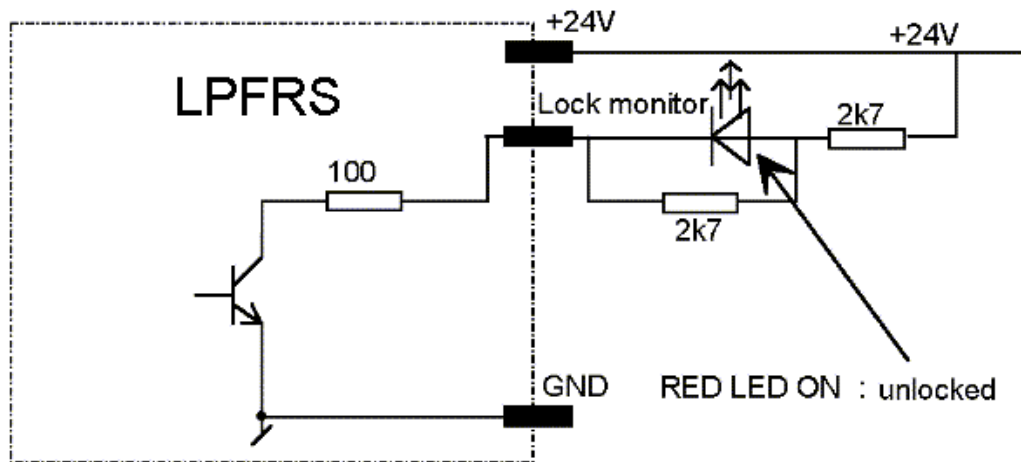 +24V
+24V
LPFRS
Lock monitor
2k7
100
2k7
GND
RED LED ON : unlocked